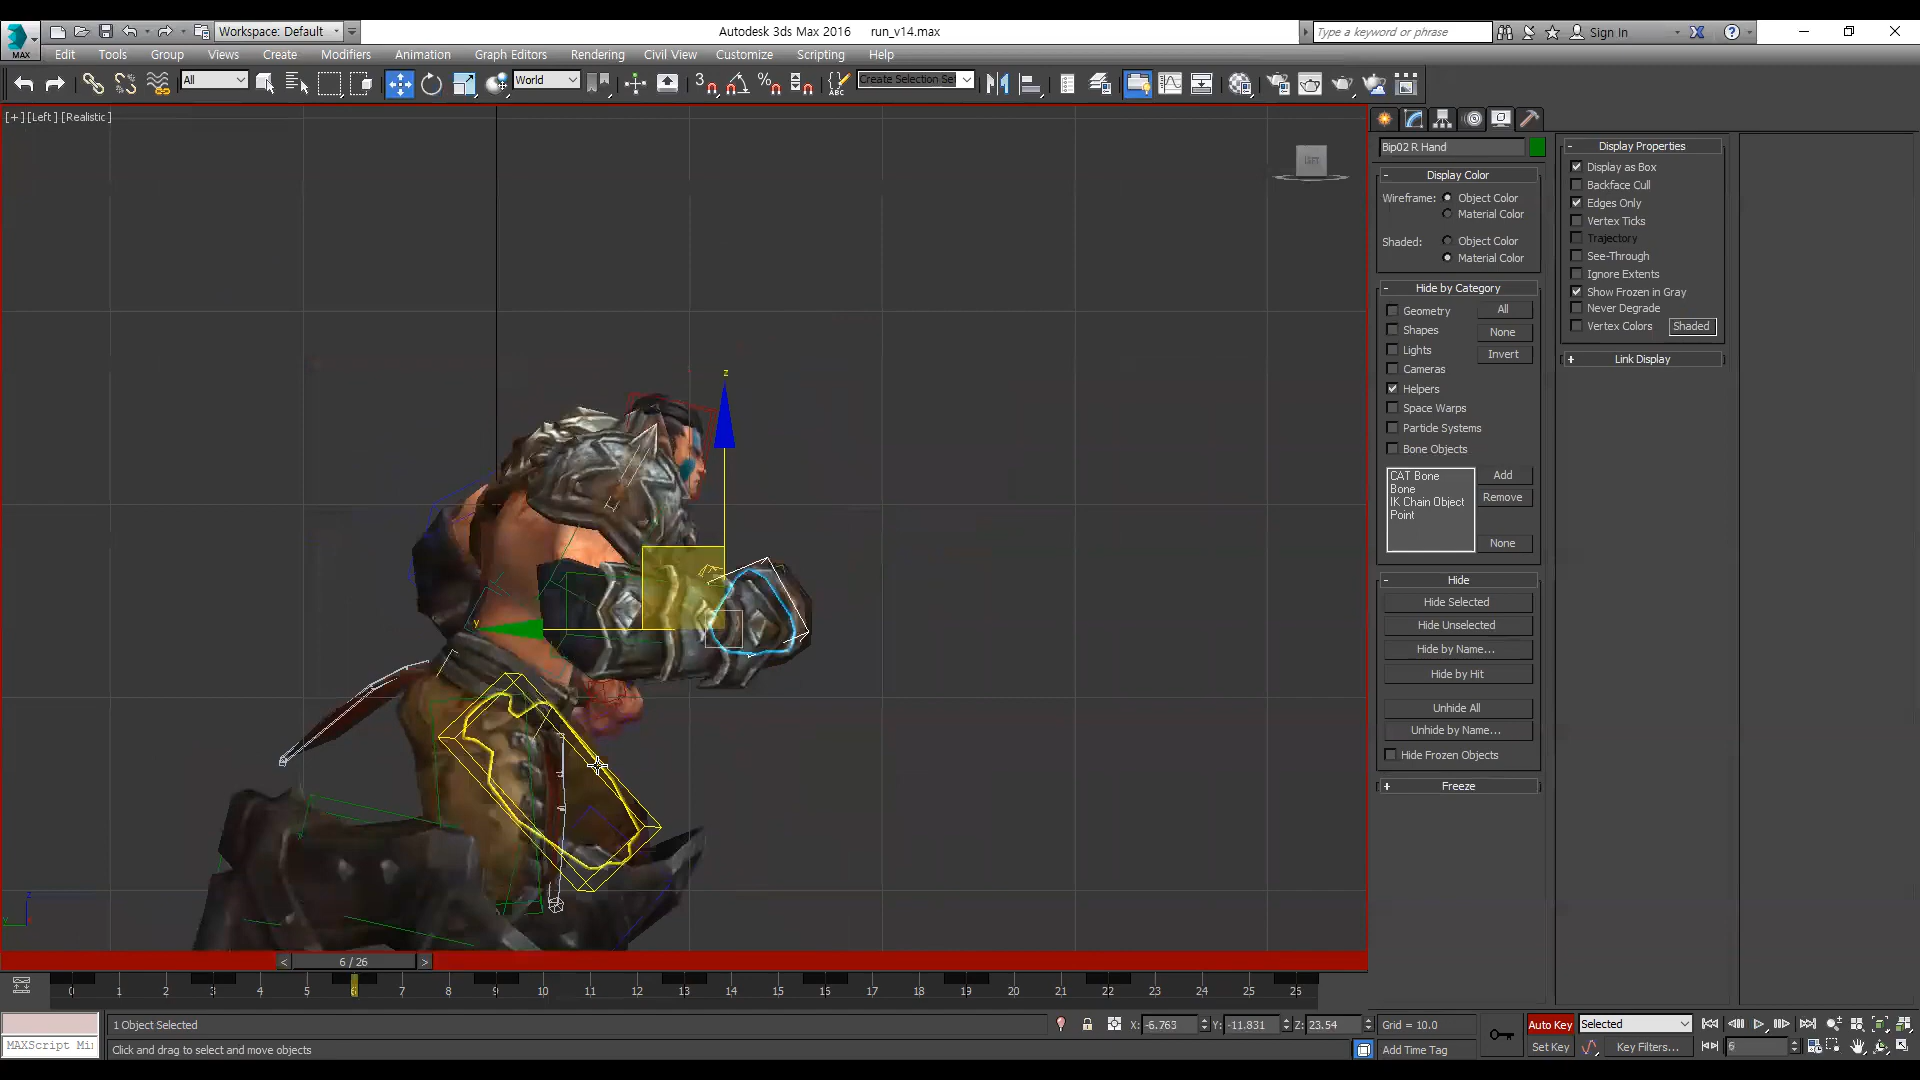 MAX
Workspace: Default
Autodesk 3ds Max 2016 run_v14.max
Type a keyword or phrase
Sign In
Edit Tools Group Views Create Modifiers Animation Graph Editors Rendering Civil View Customize Scripting Help
All
World
3
%
ABC
Create Selection Se
[+] [Left] [Realistic]
LEFT
z
y
Bip02 R Hand
Display Color
Wireframe: Object Color
Material Color
Shaded: Object Color
Material Color
Hide by Category
Geometry
Shapes
Lights
Cameras
Helpers
Space Warps
Particle Systems
Bone Objects
All
None
Invert
CAT Bone
Bone
IK Chain Object
Point
Add
Remove
None
Hide
Hide Selected
Hide Unselected
Hide by Name...
Hide by Hit
Unhide All
Unhide by Name...
Hide Frozen Objects
Freeze
Display Properties
Display as Box
Backface Cull
Edges Only
Vertex Ticks
Trajectory
See-Through
Ignore Extents
Show Frozen in Gray
Never Degrade
Vertex Colors Shaded
Link Display
< 6 / 26 >
0 1 2 3 4 5 6 7 8 9 10 11 12 13 14 15 16 17 18 19 20 21 22 23 24 25 26
1 Object Selected
X: -6.763 Y: -11.831 Z: 23.54 Grid = 10.0
Auto Key Selected
MAXScript Mi
Click and drag to select and move objects
Add Time Tag
Set Key Key Filters...
6